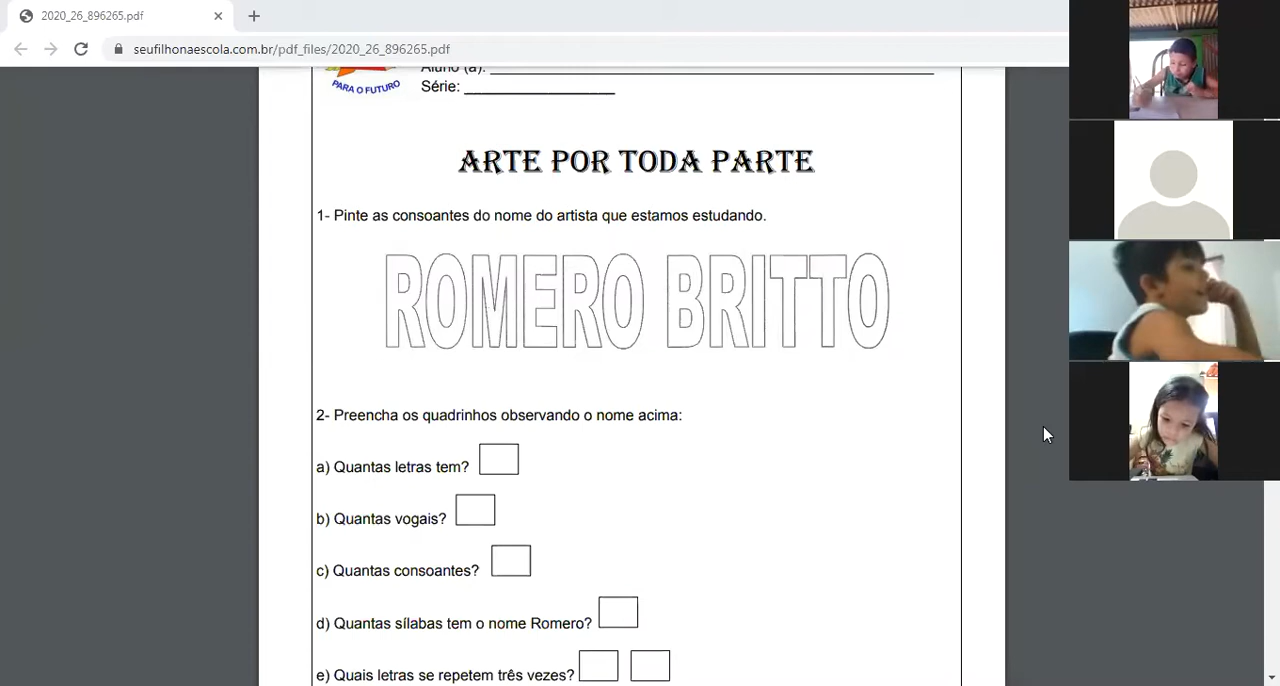 2020_26_896265.pdf
seufilhonaescola.com.br/pdf_files/2020_26_896265.pdf
Aluno (a): ____________________
PARA O FUTURO
Série: ____________________
ARTE POR TODA PARTE
1- Pinte as consoantes do nome do artista que estamos estudando.
ROMERO BRITTO
2- Preencha os quadrinhos observando o nome acima:
a) Quantas letras tem?
b) Quantas vogais?
c) Quantas consoantes?
d) Quantas sílabas tem o nome Romero?
e) Quais letras se repetem três vezes?